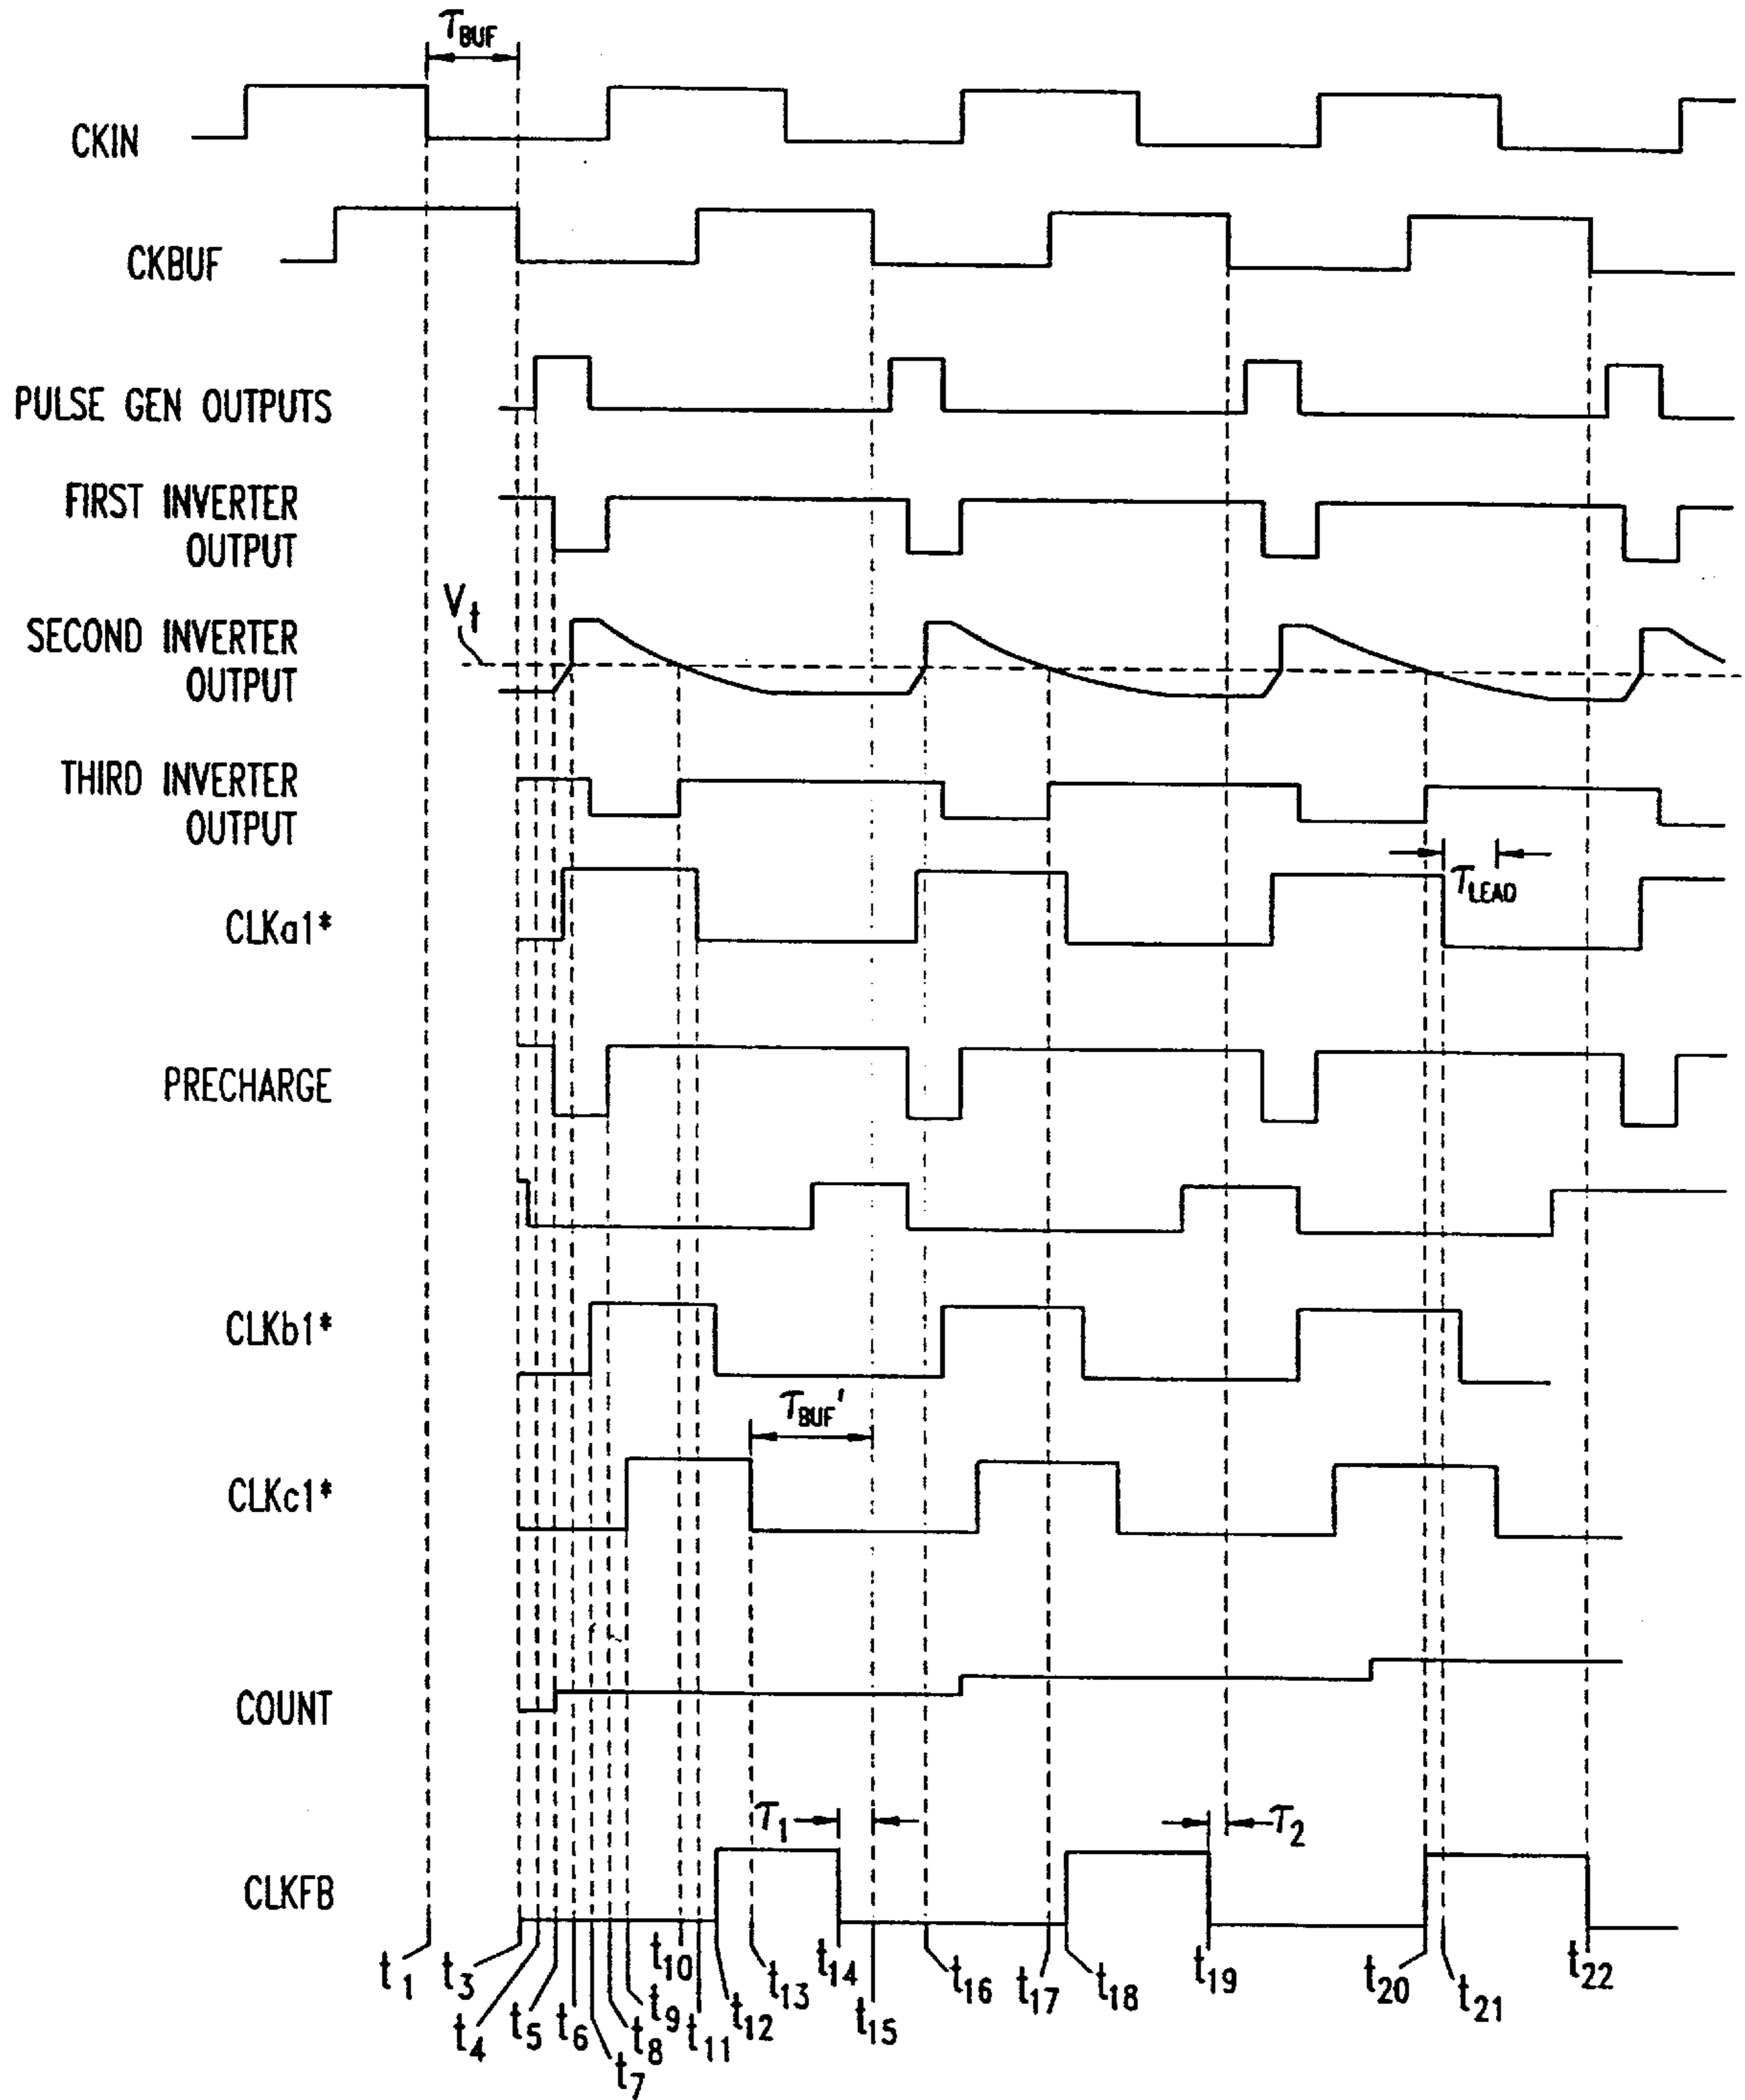 τBUF
CKIN
CKBUF
PULSE GEN OUTPUTS
FIRST INVERTER
OUTPUT
Vt
SECOND INVERTER
OUTPUT
THIRD INVERTER
OUTPUT
τLEAD
CLKa1*
PRECHARGE
CLKb1*
τBUF'
CLKc1*
COUNT
τ1
τ2
CLKFB
t1
t3
t4
t5
t6
t7
t8
t9
t10
t11
t12
t13
t14
t15
t16
t17
t18
t19
t20
t21
t22